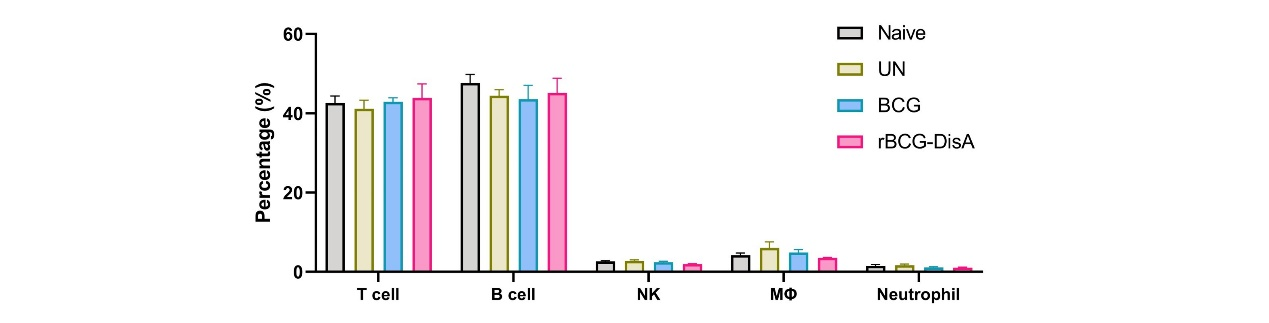 Naive
UN
BCG
rBCG-DisA
Percentage (%)
60
40
20
0
T cell
B cell
NK
MΦ
Neutrophil